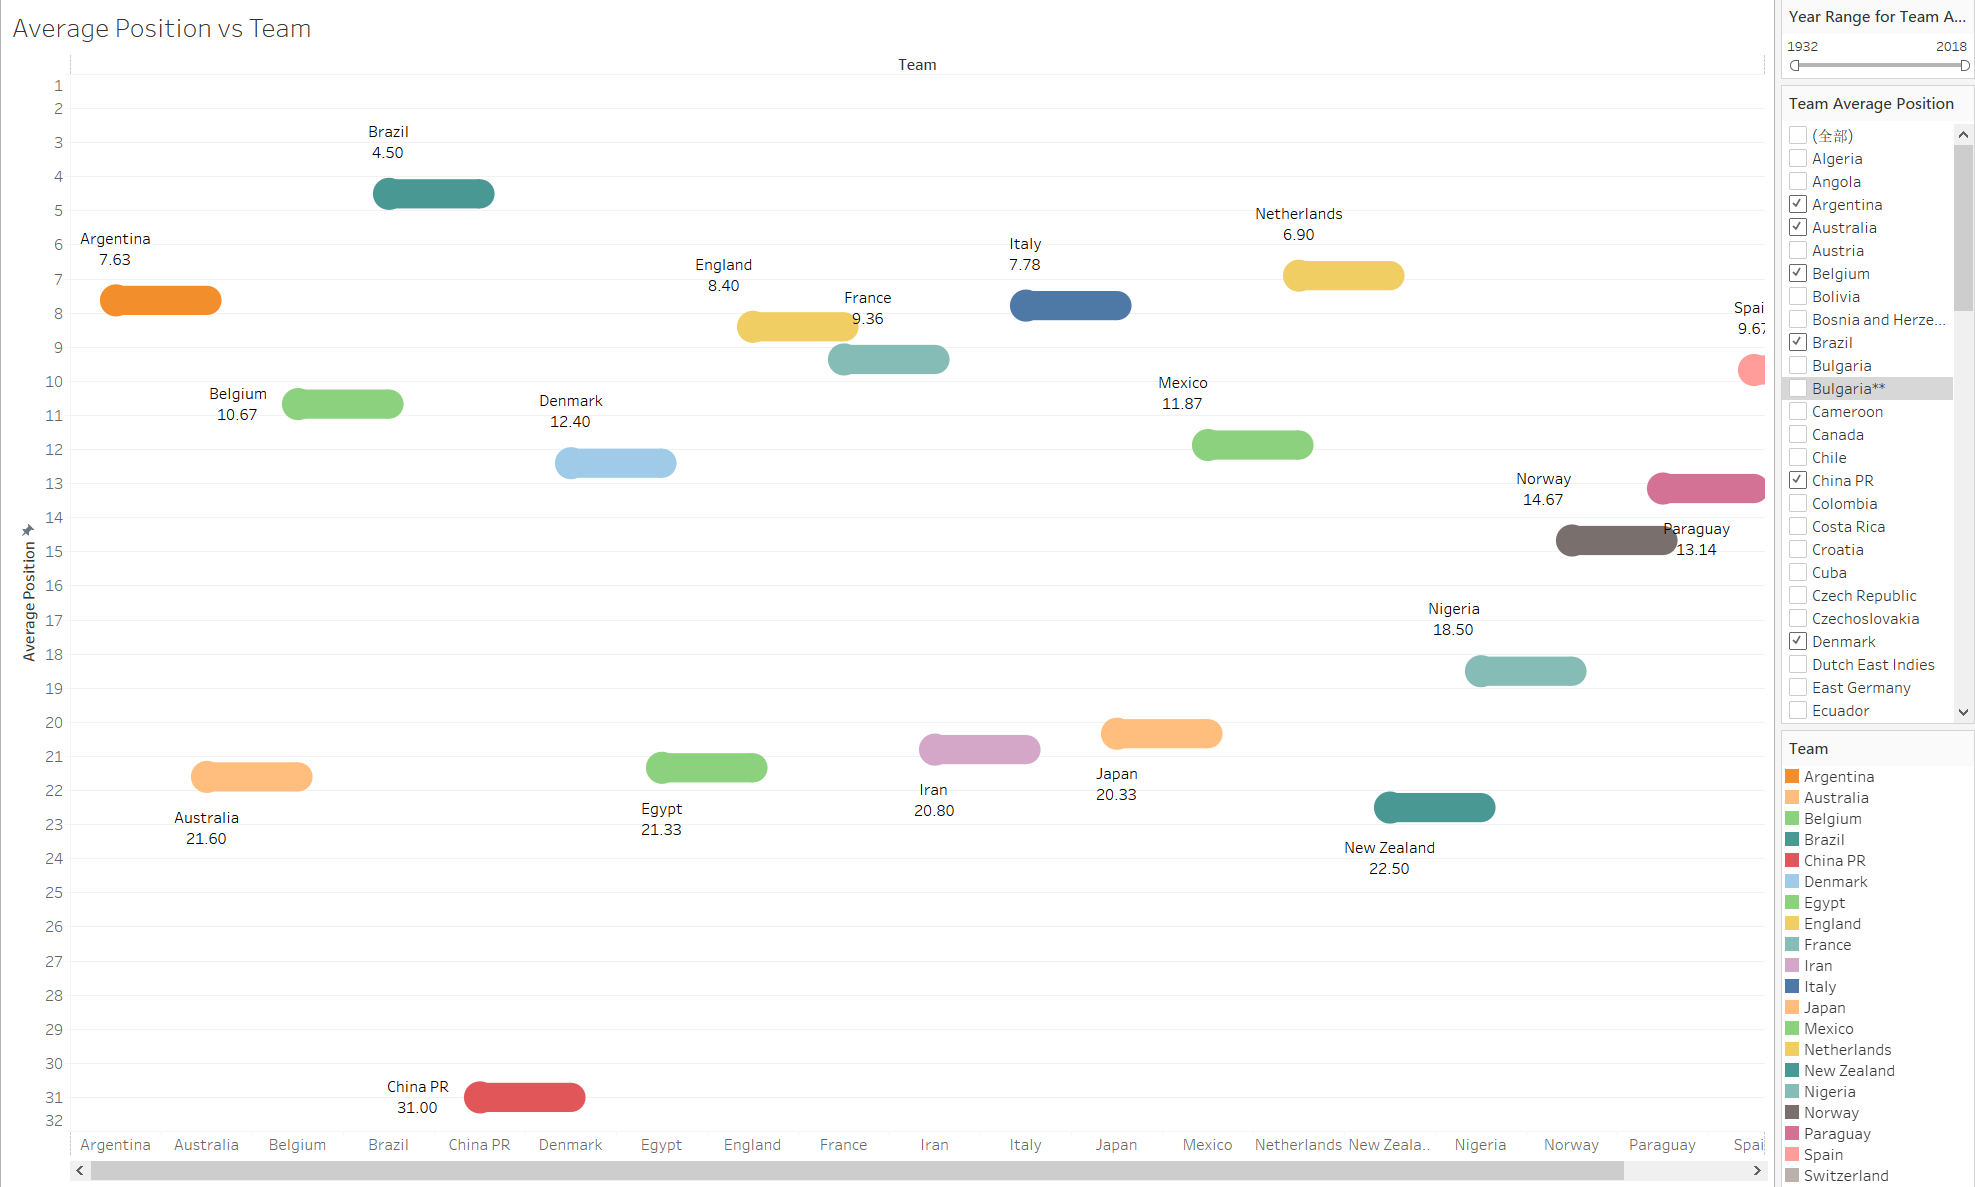 Average Position vs Team
Team
1
2
3
4
5
6
7
8
9
10
11
12
13
14
15
16
17
18
19
20
21
22
23
24
25
26
27
28
29
30
31
32
Average Position
Brazil
4.50
Argentina
7.63
Netherlands
6.90
Italy
7.78
England
8.40
France
9.36
Spai
9.67
Belgium
10.67
Denmark
12.40
Mexico
11.87
Norway
14.67
Paraguay
13.14
Nigeria
18.50
Australia
21.60
Egypt
21.33
Iran
20.80
Japan
20.33
New Zealand
22.50
China PR
31.00
Argentina
Australia
Belgium
Brazil
China PR
Denmark
Egypt
England
France
Iran
Italy
Japan
Mexico
Netherlands
New Zeala..
Nigeria
Norway
Paraguay
Spai
Year Range for Team A...
1932 2018
Team Average Position
(全部)
Algeria
Angola
Argentina
Australia
Austria
Belgium
Bolivia
Bosnia and Herze...
Brazil
Bulgaria
Bulgaria**
Cameroon
Canada
Chile
China PR
Colombia
Costa Rica
Croatia
Cuba
Czech Republic
Czechoslovakia
Denmark
Dutch East Indies
East Germany
Ecuador
Team
Argentina
Australia
Belgium
Brazil
China PR
Denmark
Egypt
England
France
Iran
Italy
Japan
Mexico
Netherlands
New Zealand
Nigeria
Norway
Paraguay
Spain
Switzerland